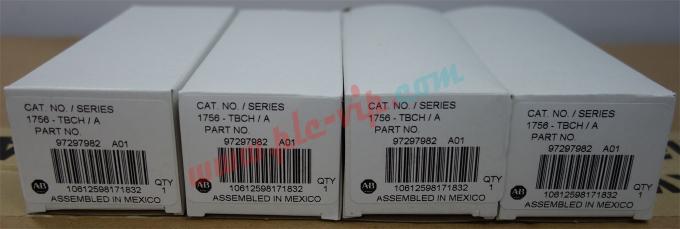 CAT. NO. / SERIES
1756 - TBCH / A
PART NO.
97297982 A01
AB
10612598171832
QTY
1
ASSEMBLED IN MEXICO
CAT. NO. / SERIES
1756 - TBCH / A
PART NO.
97297982 A01
AB
10612598171832
QTY
1
ASSEMBLED IN MEXICO
CAT. NO. / SERIES
1756 - TBCH / A
PART NO.
97297982 A01
AB
10612598171832
QTY
1
ASSEMBLED IN MEXICO
CAT. NO. / SERIES
1756 - TBCH / A
PART NO.
97297982 A01
AB
10612598171832
QTY
1
ASSEMBLED IN MEXICO
www.plc-vip.com